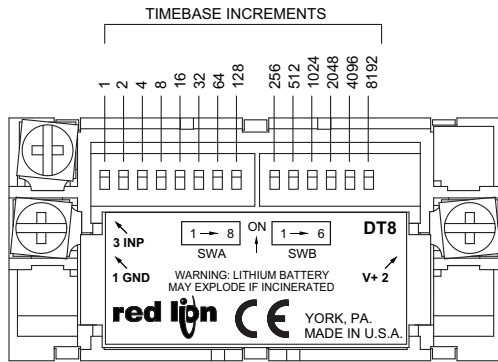 TIMEBASE INCREMENTS
1 2 4 8 16 32 64 128 256 512 1024 2048 4096 8192
3 INP
1 → 8
ON
1 → 6
DT8
SWA
SWB
1 GND
V+ 2
WARNING: LITHIUM BATTERY
MAY EXPLODE IF INCINERATED
red lion
CE
YORK, PA.
MADE IN U.S.A.